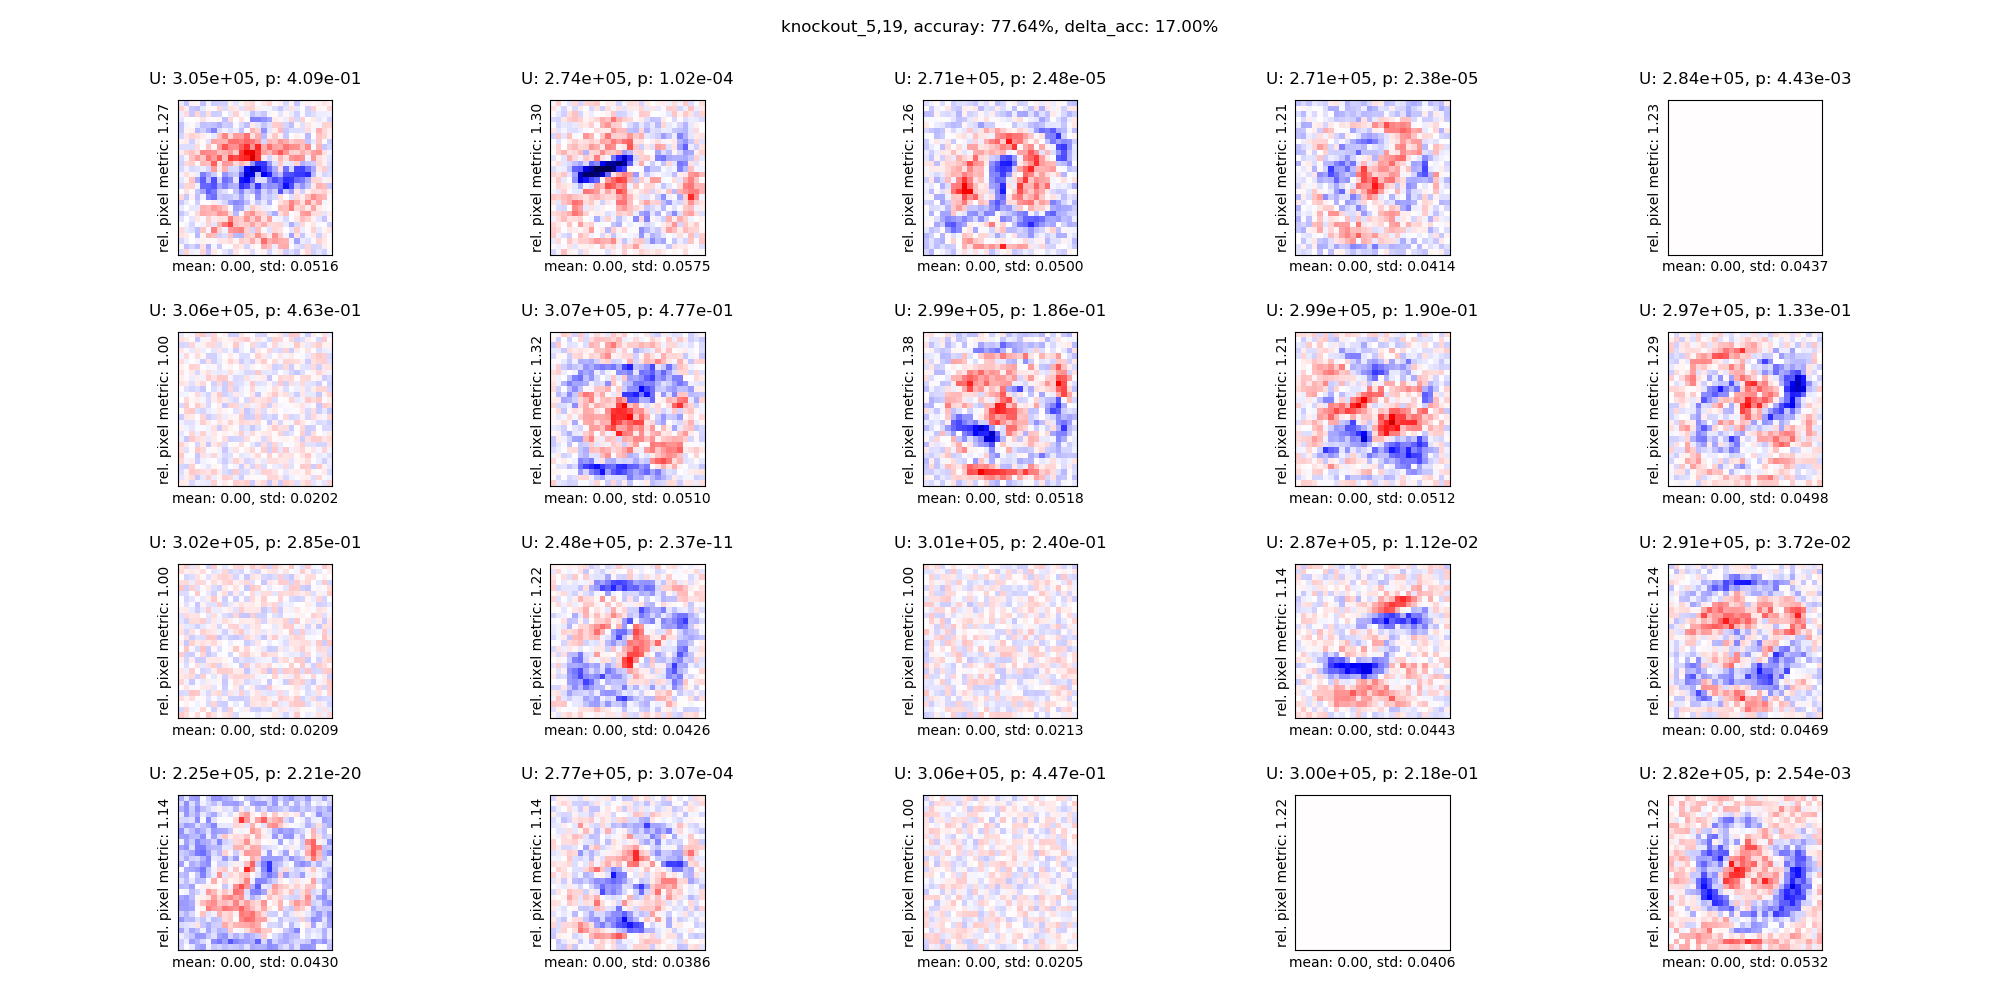 knockout_5,19, accuray: 77.64%, delta_acc: 17.00%
U: 3.05e+05, p: 4.09e-01
rel. pixel metric: 1.27
mean: 0.00, std: 0.0516
U: 2.74e+05, p: 1.02e-04
rel. pixel metric: 1.30
mean: 0.00, std: 0.0575
U: 2.71e+05, p: 2.48e-05
rel. pixel metric: 1.26
mean: 0.00, std: 0.0500
U: 2.71e+05, p: 2.38e-05
rel. pixel metric: 1.21
mean: 0.00, std: 0.0414
U: 2.84e+05, p: 4.43e-03
rel. pixel metric: 1.23
mean: 0.00, std: 0.0437
U: 3.06e+05, p: 4.63e-01
rel. pixel metric: 1.00
mean: 0.00, std: 0.0202
U: 3.07e+05, p: 4.77e-01
rel. pixel metric: 1.32
mean: 0.00, std: 0.0510
U: 2.99e+05, p: 1.86e-01
rel. pixel metric: 1.38
mean: 0.00, std: 0.0518
U: 2.99e+05, p: 1.90e-01
rel. pixel metric: 1.21
mean: 0.00, std: 0.0512
U: 2.97e+05, p: 1.33e-01
rel. pixel metric: 1.29
mean: 0.00, std: 0.0498
U: 3.02e+05, p: 2.85e-01
rel. pixel metric: 1.00
mean: 0.00, std: 0.0209
U: 2.48e+05, p: 2.37e-11
rel. pixel metric: 1.22
mean: 0.00, std: 0.0426
U: 3.01e+05, p: 2.40e-01
rel. pixel metric: 1.00
mean: 0.00, std: 0.0213
U: 2.87e+05, p: 1.12e-02
rel. pixel metric: 1.14
mean: 0.00, std: 0.0443
U: 2.91e+05, p: 3.72e-02
rel. pixel metric: 1.24
mean: 0.00, std: 0.0469
U: 2.25e+05, p: 2.21e-20
rel. pixel metric: 1.14
mean: 0.00, std: 0.0430
U: 2.77e+05, p: 3.07e-04
rel. pixel metric: 1.14
mean: 0.00, std: 0.0386
U: 3.06e+05, p: 4.47e-01
rel. pixel metric: 1.00
mean: 0.00, std: 0.0205
U: 3.00e+05, p: 2.18e-01
rel. pixel metric: 1.22
mean: 0.00, std: 0.0406
U: 2.82e+05, p: 2.54e-03
rel. pixel metric: 1.22
mean: 0.00, std: 0.0532